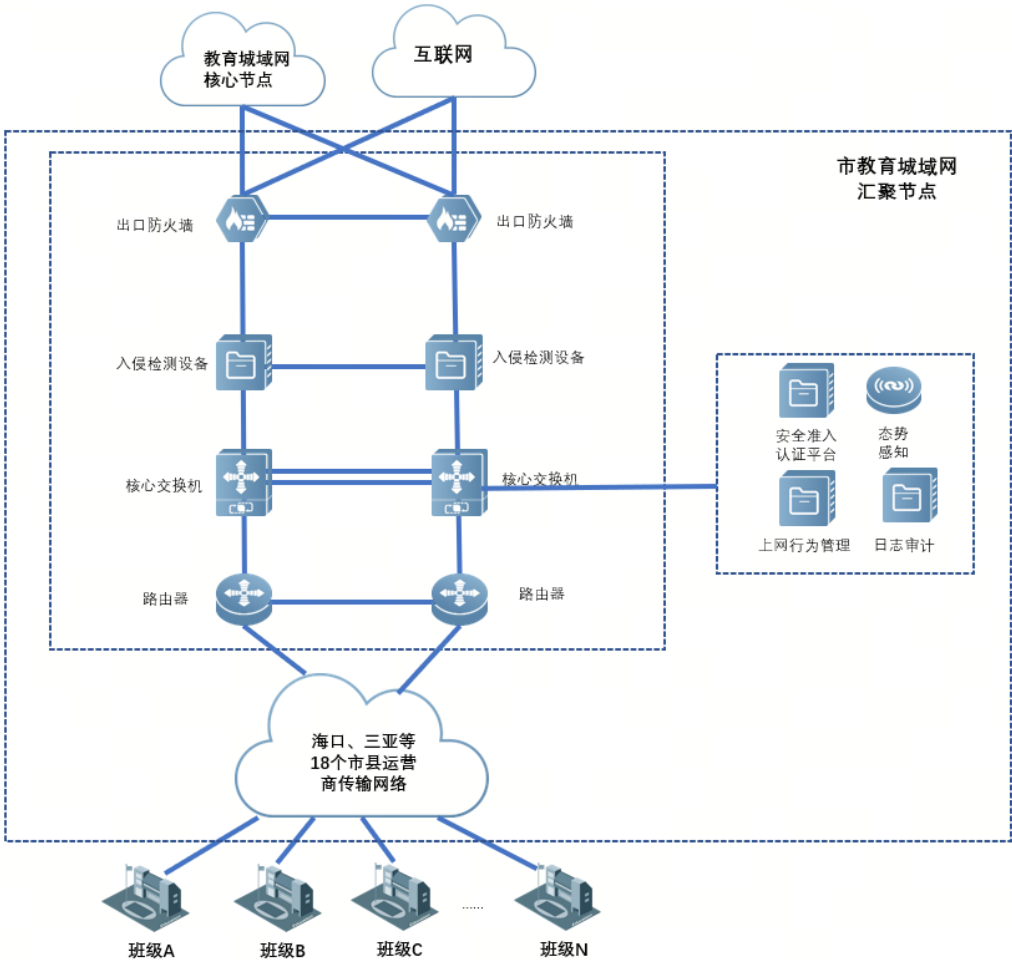 教育城域网
核心节点
互联网
市教育城域网
汇聚节点
出口防火墙
出口防火墙
入侵检测设备
入侵检测设备
安全准入
认证平台
态势
感知
核心交换机
核心交换机
上网行为管理
日志审计
路由器
路由器
海口、三亚等
18个市县运营
商传输网络
......
班级A
班级B
班级C
班级N